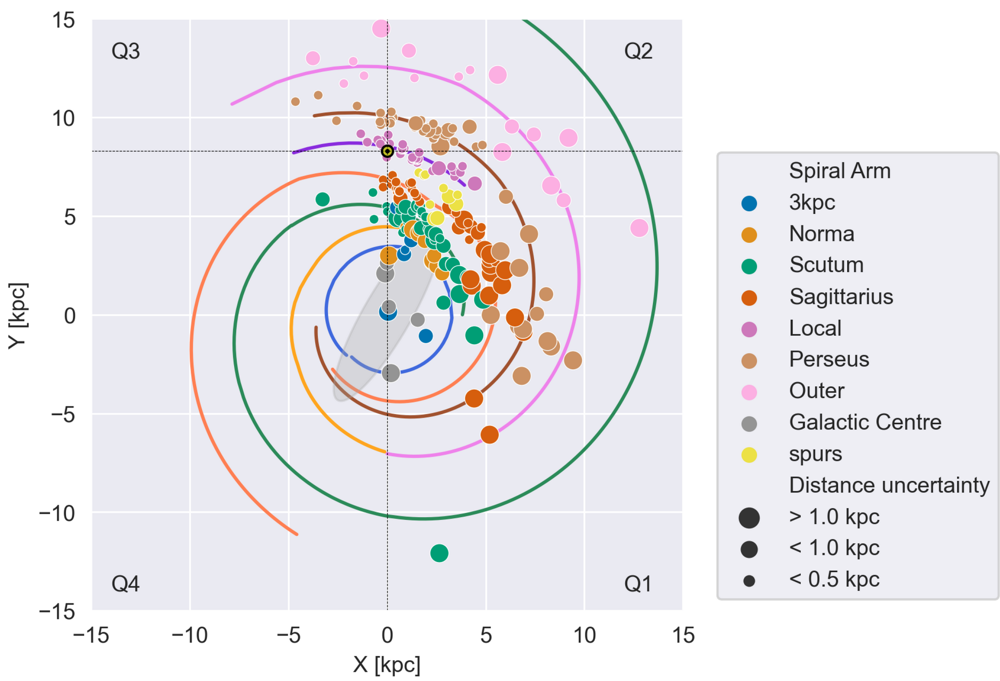 15
10
5
0
−5
−10
−15
Y [kpc]
Q3
Q2
Q4
Q1
−15
−10
−5
0
5
10
15
X [kpc]
Spiral Arm
3kpc
Norma
Scutum
Sagittarius
Local
Perseus
Outer
Galactic Centre
spurs
Distance uncertainty
> 1.0 kpc
< 1.0 kpc
< 0.5 kpc